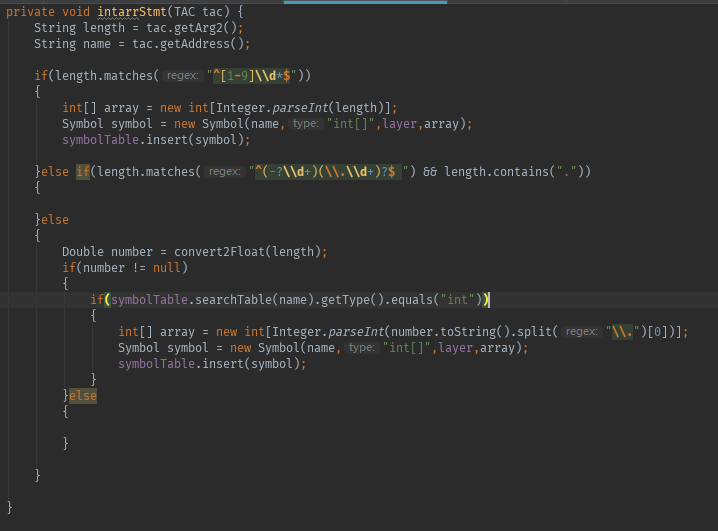 private void intarrStmt(TAC tac) {
    String length = tac.getArg2();
    String name = tac.getAddress();
    if(length.matches( regex: "^[1-9]\\d*$"))
    {
        int[] array = new int[Integer.parseInt(length)];
        Symbol symbol = new Symbol(name, type: "int[]",layer,array);
        symbolTable.insert(symbol);
    }else if(length.matches( regex: "^(-?\\d+)(\\.\\d+)?$ ") && length.contains("."))
    {
    }else
    {
        Double number = convert2Float(length);
        if(number != null)
        {
            if(symbolTable.searchTable(name).getType().equals("int"))
            {
                int[] array = new int[Integer.parseInt(number.toString().split( regex: "\\.")[0])];
                Symbol symbol = new Symbol(name, type: "int[]",layer,array);
                symbolTable.insert(symbol);
            }
        }else
        {
        }
    }
}